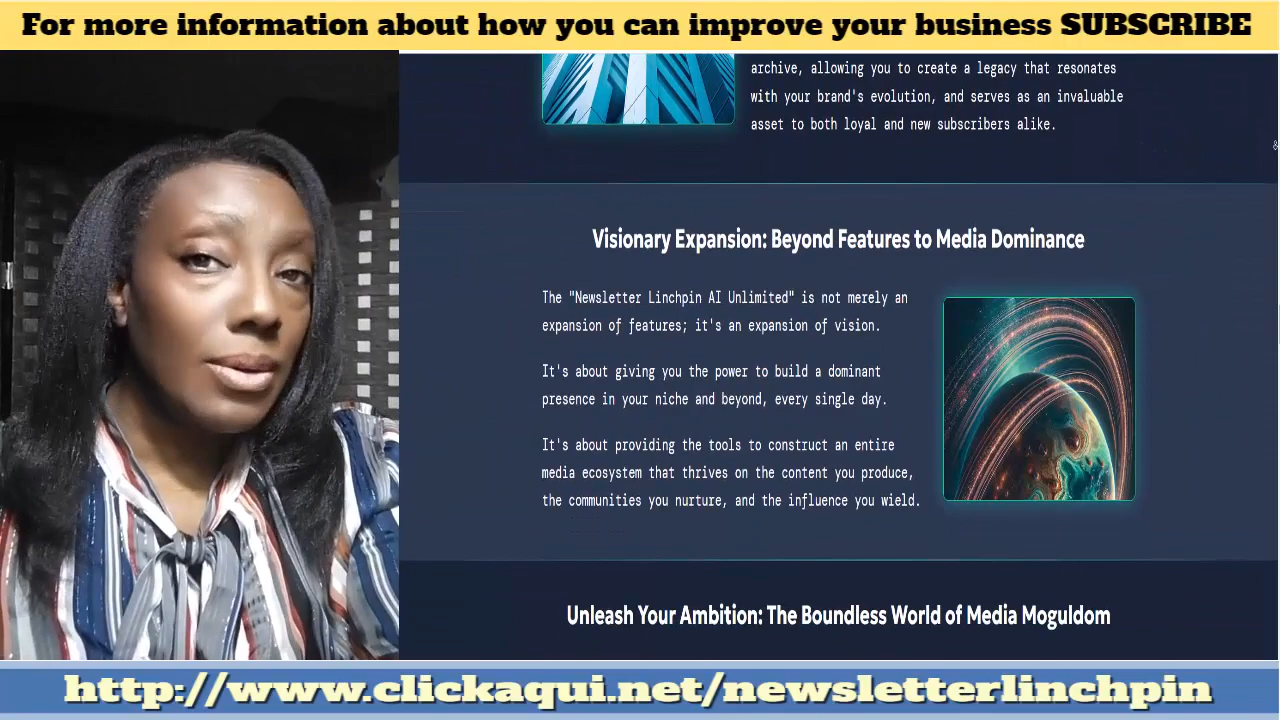 For more information about how you can improve your business SUBSCRIBE
archive, allowing you to create a legacy that resonates
with your brand's evolution, and serves as an invaluable
asset to both loyal and new subscribers alike.
Visionary Expansion: Beyond Features to Media Dominance
The "Newsletter Linchpin AI Unlimited" is not merely an
expansion of features; it's an expansion of vision.
It's about giving you the power to build a dominant
presence in your niche and beyond, every single day.
It's about providing the tools to construct an entire
media ecosystem that thrives on the content you produce,
the communities you nurture, and the influence you wield.
Unleash Your Ambition: The Boundless World of Media Moguldom
http://www.clickaqui.net/newsletterlinchpin